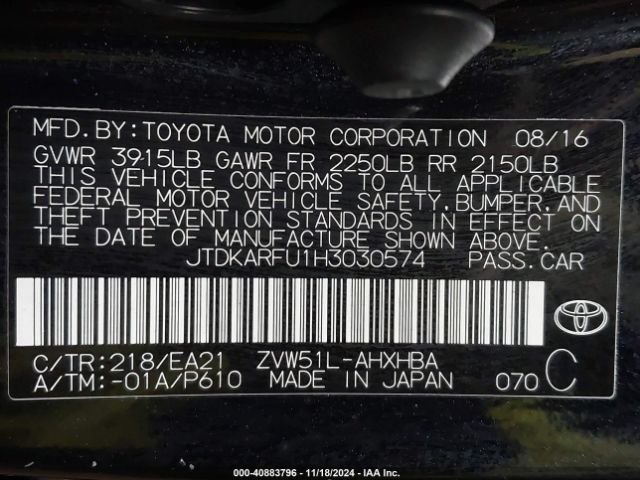 MFD. BY: TOYOTA MOTOR CORPORATION 08/16
GVWR 3915LB GAWR FR 2250LB RR 2150LB
THIS VEHICLE CONFORMS TO ALL APPLICABLE
FEDERAL MOTOR VEHICLE SAFETY, BUMPER, AND
THEFT PREVENTION STANDARDS IN EFFECT ON
THE DATE OF MANUFACTURE SHOWN ABOVE.
JTDKARFU1H3030574 PASS. CAR
C/TR: 218/EA21 ZVW51L-AHXHBA
A/TM: -01A/P610 MADE IN JAPAN 070 C
000-40883796 - 11/18/2024 - IAA Inc.